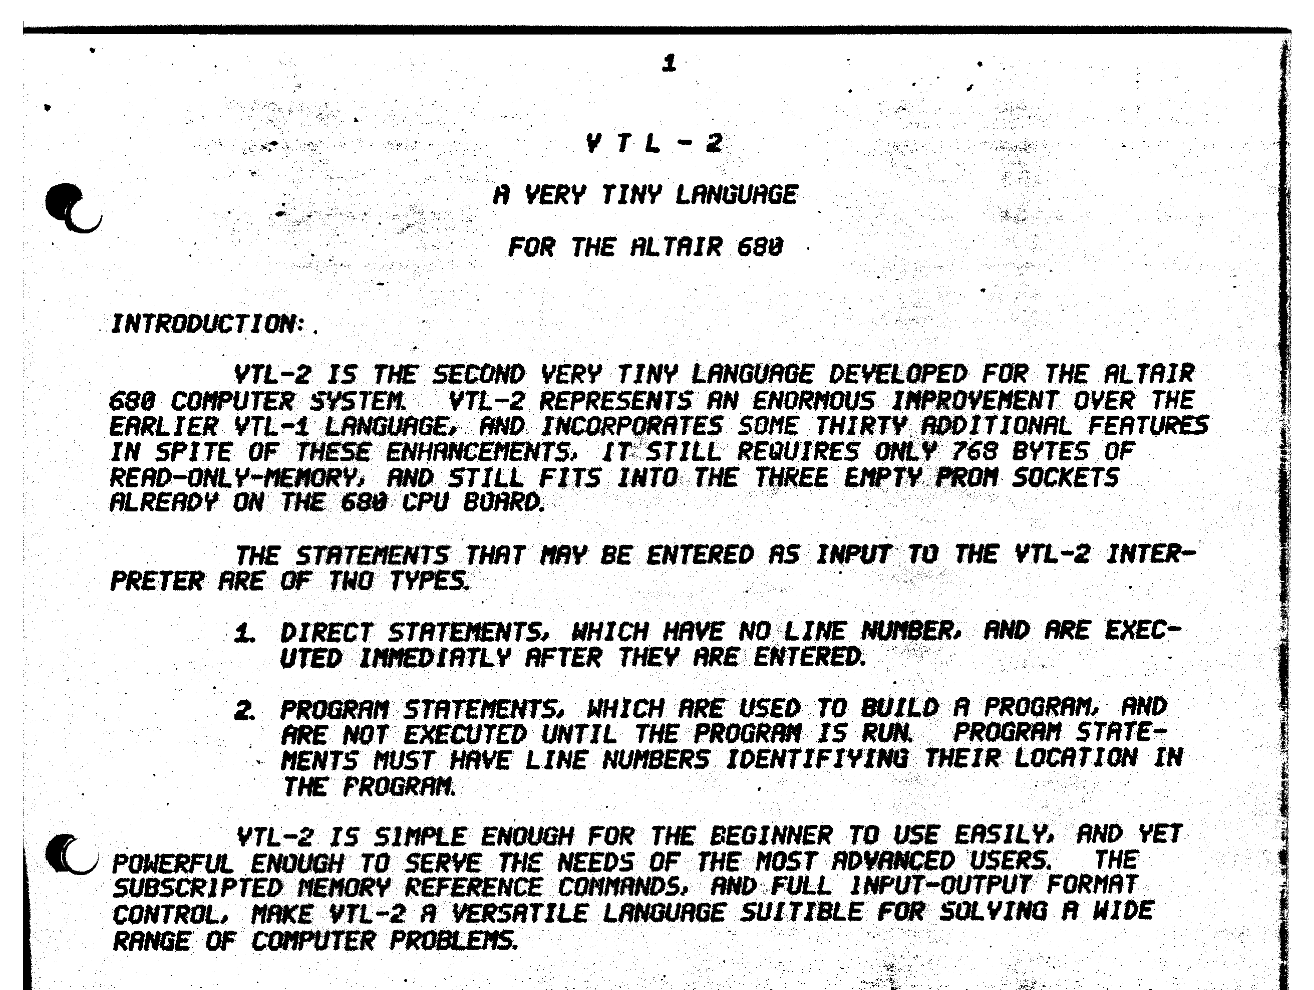 1
V T L - 2
A VERY TINY LANGUAGE
FOR THE ALTAIR 680
INTRODUCTION:
VTL-2 IS THE SECOND VERY TINY LANGUAGE DEVELOPED FOR THE ALTAIR
680 COMPUTER SYSTEM. VTL-2 REPRESENTS AN ENORMOUS IMPROVEMENT OVER THE
EARLIER VTL-1 LANGUAGE, AND INCORPORATES SOME THIRTY ADDITIONAL FEATURES
IN SPITE OF THESE ENHANCEMENTS, IT STILL REQUIRES ONLY 768 BYTES OF
READ-ONLY-MEMORY, AND STILL FITS INTO THE THREE EMPTY PROM SOCKETS
ALREADY ON THE 680 CPU BOARD.
THE STATEMENTS THAT MAY BE ENTERED AS INPUT TO THE VTL-2 INTER-
PRETER ARE OF TWO TYPES.
1. DIRECT STATEMENTS, WHICH HAVE NO LINE NUMBER, AND ARE EXEC-
UTED IMMEDIATLY AFTER THEY ARE ENTERED.
2. PROGRAM STATEMENTS, WHICH ARE USED TO BUILD A PROGRAM, AND
ARE NOT EXECUTED UNTIL THE PROGRAM IS RUN. PROGRAM STATE-
MENTS MUST HAVE LINE NUMBERS IDENTIFIYING THEIR LOCATION IN
THE PROGRAM.
VTL-2 IS SIMPLE ENOUGH FOR THE BEGINNER TO USE EASILY, AND YET
POWERFUL ENOUGH TO SERVE THE NEEDS OF THE MOST ADVANCED USERS. THE
SUBSCRIPTED MEMORY REFERENCE COMMANDS, AND FULL INPUT-OUTPUT FORMAT
CONTROL, MAKE VTL-2 A VERSATILE LANGUAGE SUITIBLE FOR SOLVING A WIDE
RANGE OF COMPUTER PROBLEMS.